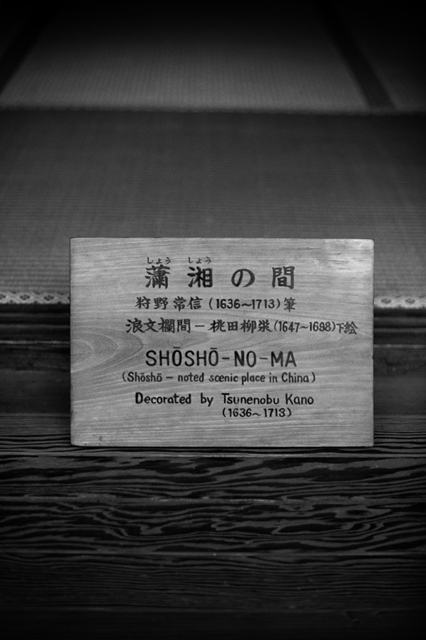 しょう しょう
瀟湘の間
狩野常信(1636~1713)筆
浪文欄間－桃田柳栄(1647~1698)下絵
SHŌSHŌ-NO-MA
(Shōshō – noted scenic place in China)
Decorated by Tsunenobu Kano
(1636~1713)